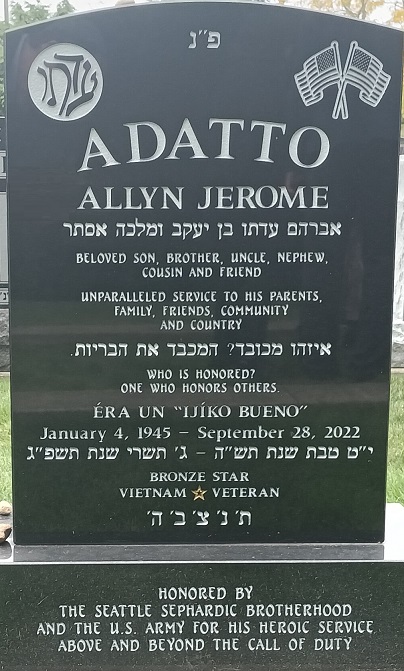 פ״נ
עדתו
ADATTO
ALLYN JEROME
אברהם עדתו בן יעקב ומלכה אסתר
BELOVED SON, BROTHER, UNCLE, NEPHEW,
COUSIN AND FRIEND
UNPARALLELED SERVICE TO HIS PARENTS,
FAMILY, FRIENDS, COMMUNITY
AND COUNTRY
איזהו מכובד? המכבד את הבריות.
WHO IS HONORED?
ONE WHO HONORS OTHERS.
ÉRA UN "IJÍKO BUENO"
January 4, 1945 – September 28, 2022
י״ט טבת שנת תש״ה – ג׳ תשרי שנת תשפ״ג
BRONZE STAR
VIETNAM VETERAN
ת׳ נ׳ צ׳ ב׳ ה׳
HONORED BY
THE SEATTLE SEPHARDIC BROTHERHOOD
AND THE U.S. ARMY FOR HIS HEROIC SERVICE
ABOVE AND BEYOND THE CALL OF DUTY